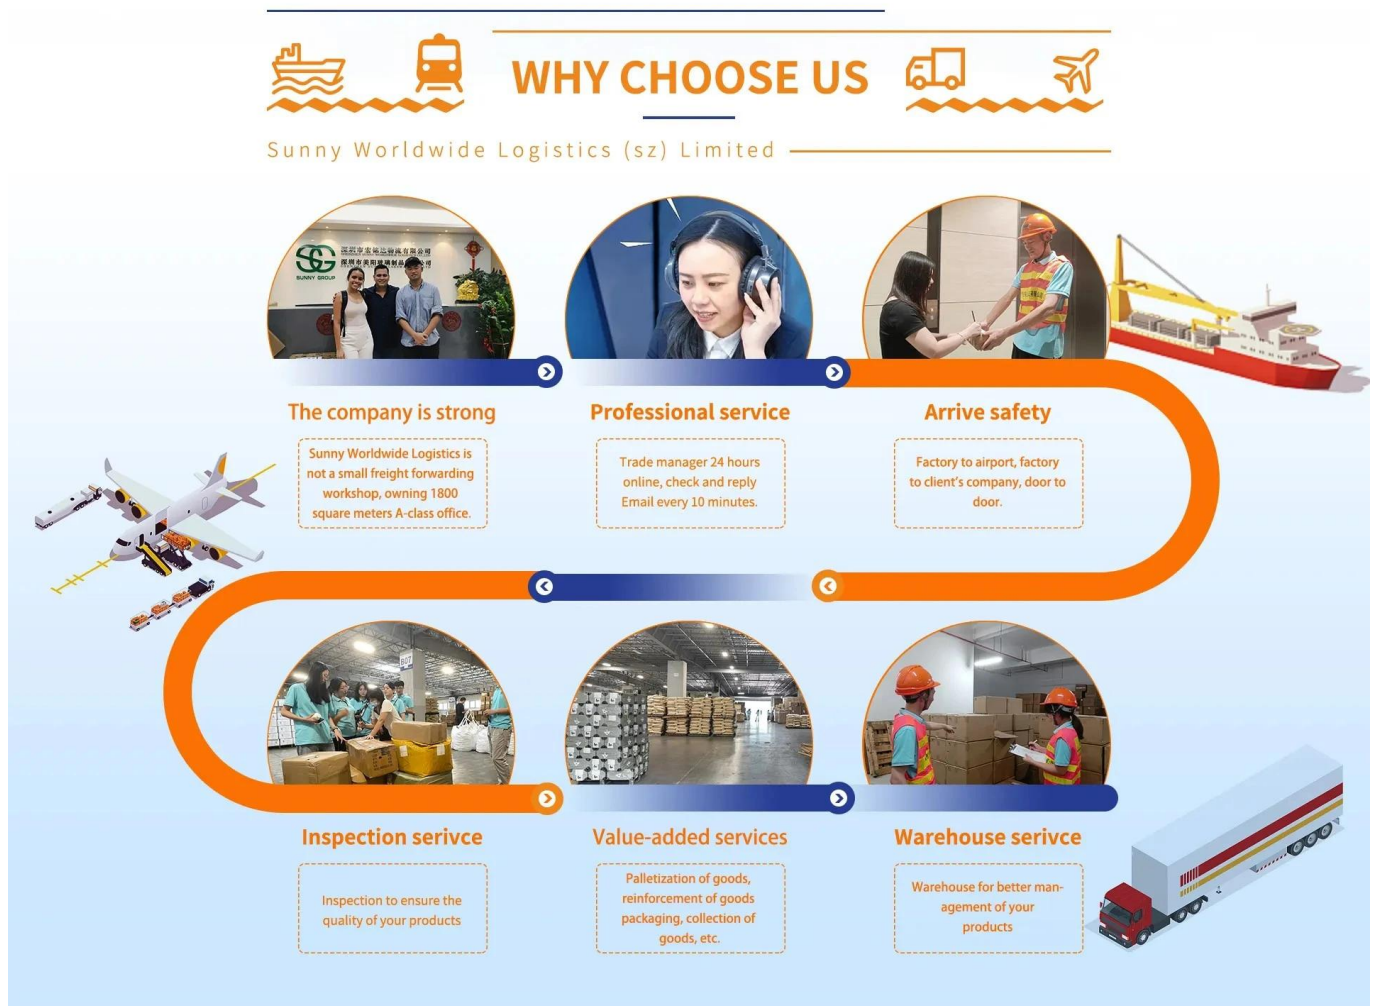 WHY CHOOSE US
Sunny Worldwide Logistics (sz) Limited
SUNNY GROUP
The company is strong
Sunny Worldwide Logistics is
not a small freight forwarding
workshop, owning 1800
square meters A-class office.
Professional service
Trade manager 24 hours
online, check and reply
Email every 10 minutes.
Arrive safety
Factory to airport, factory
to client's company, door to
door.
Inspection serivce
Inspection to ensure the
quality of your products
Value-added services
Palletization of goods,
reinforcement of goods
packaging, collection of
goods, etc.
Warehouse serivce
Warehouse for better man-
agement of your
products